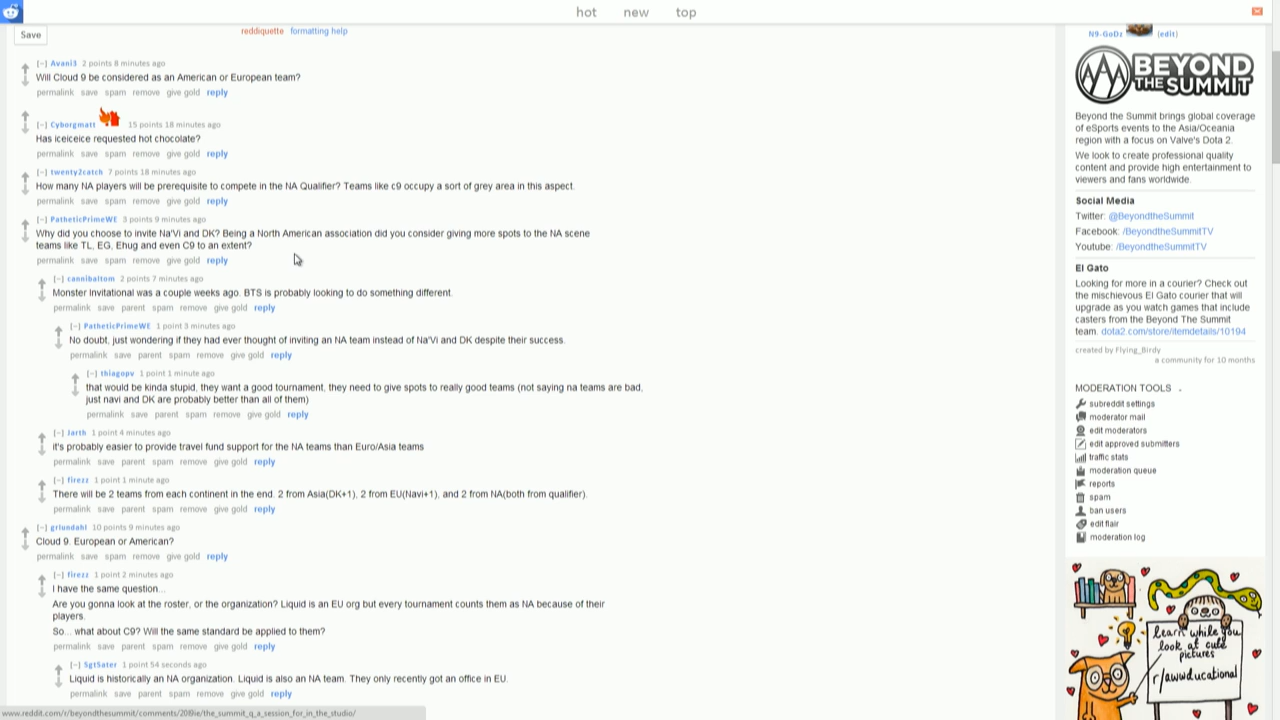 hot new top
Save
reddiquette formatting help
[–] Avani3 2 points 8 minutes ago
Will Cloud 9 be considered as an American or European team?
permalink save spam remove give gold reply
[–] Cyborgmatt 15 points 18 minutes ago
Has iceiceice requested hot chocolate?
permalink save spam remove give gold reply
[–] twenty2catch 7 points 18 minutes ago
How many NA players will be prerequisite to compete in the NA Qualifier? Teams like c9 occupy a sort of grey area in this aspect.
permalink save spam remove give gold reply
[–] PatheticPrimeWE 3 points 9 minutes ago
Why did you choose to invite Na'Vi and DK? Being a North American association did you consider giving more spots to the NA scene
teams like TL, EG, Ehug and even C9 to an extent?
permalink save spam remove give gold reply
[–] cannibaltom 2 points 7 minutes ago
Monster Invitational was a couple weeks ago. BTS is probably looking to do something different.
permalink save parent spam remove give gold reply
[–] PatheticPrimeWE 1 point 3 minutes ago
No doubt, just wondering if they had ever thought of inviting an NA team instead of Na'Vi and DK despite their success.
permalink save parent spam remove give gold reply
[–] thiagopv 1 point 1 minute ago
that would be kinda stupid, they want a good tournament, they need to give spots to really good teams (not saying na teams are bad,
just navi and DK are probably better than all of them)
permalink save parent spam remove give gold reply
[–] larth 1 point 4 minutes ago
it's probably easier to provide travel fund support for the NA teams than Euro/Asia teams
permalink save parent spam remove give gold reply
[–] firezz 1 point 1 minute ago
There will be 2 teams from each continent in the end. 2 from Asia(DK+1), 2 from EU(Navi+1), and 2 from NA(both from qualifier).
permalink save parent spam remove give gold reply
[–] grlundahl 10 points 9 minutes ago
Cloud 9. European or American?
permalink save spam remove give gold reply
[–] firezz 1 point 2 minutes ago
I have the same question...
Are you gonna look at the roster, or the organization? Liquid is an EU org but every tournament counts them as NA because of their
players.
So... what about C9? Will the same standard be applied to them?
permalink save parent spam remove give gold reply
[–] SgtSater 1 point 54 seconds ago
Liquid is historically an NA organization. Liquid is also an NA team. They only recently got an office in EU.
permalink save parent spam remove give gold reply
N9-GoDz (edit)
BEYOND
THE SUMMIT
Beyond the Summit brings global coverage
of eSports events to the Asia/Oceania
region with a focus on Valve's Dota 2.
We look to create professional quality
content and provide high entertainment to
viewers and fans worldwide.
Social Media
Twitter: @BeyondtheSummit
Facebook: /BeyondtheSummitTV
Youtube: /BeyondtheSummitTV
El Gato
Looking for more in a courier? Check out
the mischievous El Gato courier that will
upgrade as you watch games that include
casters from the Beyond The Summit
team. dota2.com/store/itemdetails/10194
created by Flying_Birdy
a community for 10 months
MODERATION TOOLS
subreddit settings
moderator mail
edit moderators
edit approved submitters
traffic stats
moderation queue
reports
spam
ban users
edit flair
moderation log
learn while you
look at cute
pictures
r/awwducational